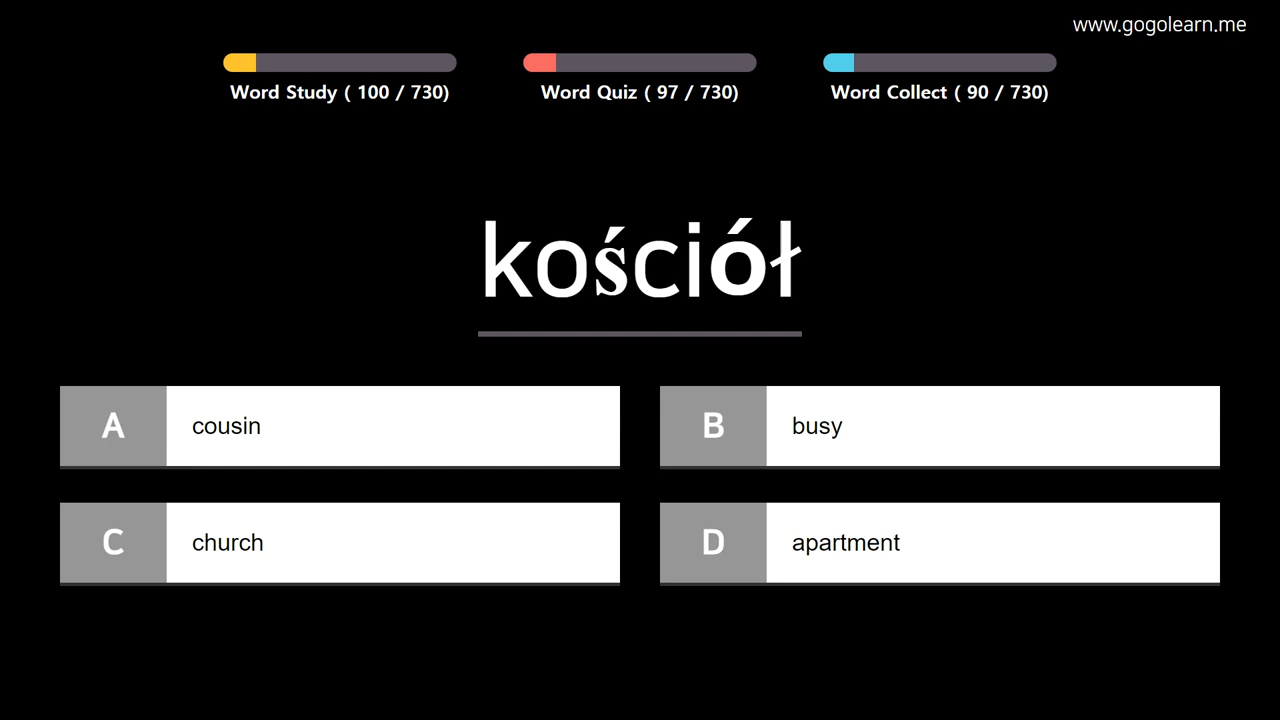 www.gogolearn.me
Word Study ( 100 / 730)
Word Quiz ( 97 / 730)
Word Collect ( 90 / 730)
kościół
A cousin
B busy
C church
D apartment